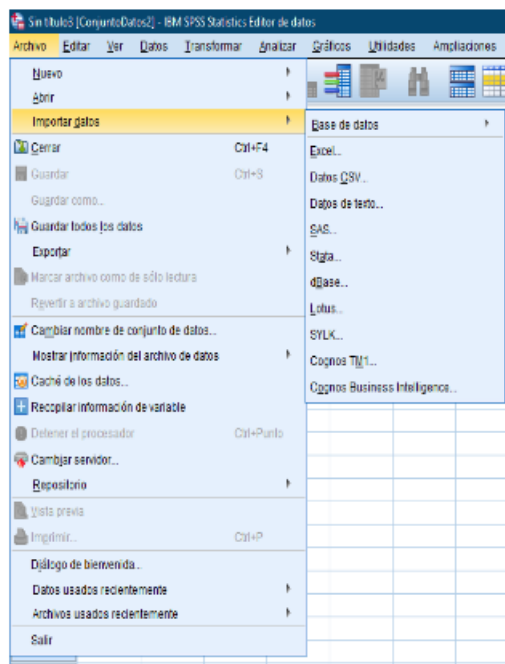 Sin título3 [ConjuntoDatos2] - IBM SPSS Statistics Editor de datos
Archivo Editar Ver Datos Transformar Analizar Gráficos Utilidades Ampliaciones
Nuevo
Abrir
Importar datos
Cerrar Ctrl+F4
Guardar Ctrl+S
Guardar como...
Guardar todos los datos
Exportar
Marcar archivo como de sólo lectura
Revertir a archivo guardado
Cambiar nombre de conjunto de datos...
Mostrar información del archivo de datos
Caché de los datos...
Recopilar información de variable
Detener el procesador Ctrl+Punto
Cambiar servidor...
Repositorio
Vista previa
Imprimir... Ctrl+P
Diálogo de bienvenida...
Datos usados recientemente
Archivos usados recientemente
Salir
Base de datos
Excel...
Datos CSV...
Datos de texto...
SAS...
Stata...
dBase...
Lotus...
SYLK...
Cognos TM1...
Cognos Business Intelligence...